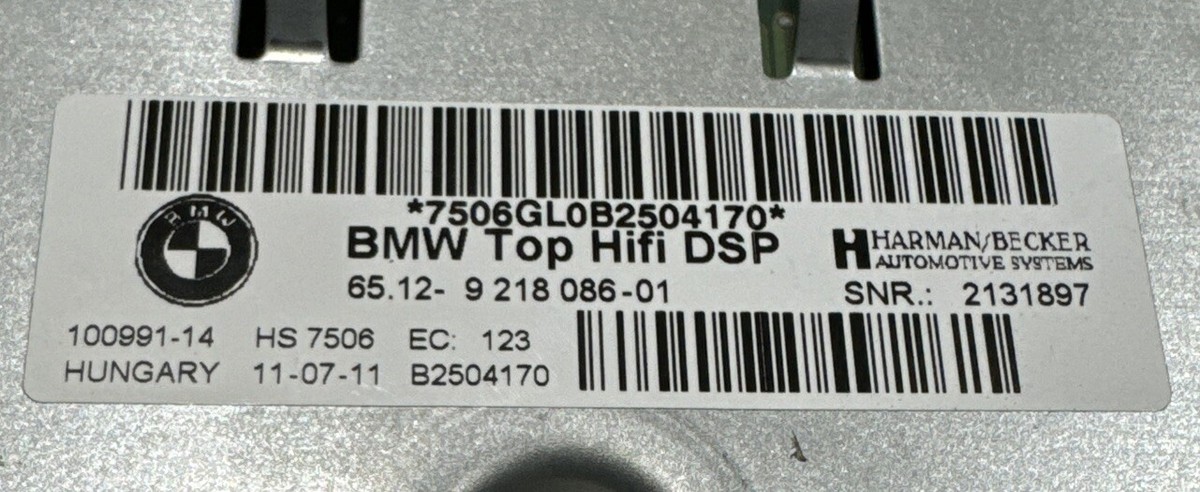 *7506GL0B2504170*
BMW
BMW Top Hifi DSP
HARMAN/BECKER
AUTOMOTIVE SYSTEMS
65.12- 9 218 086-01
SNR.: 2131897
100991-14 HS 7506 EC: 123
HUNGARY 11-07-11 B2504170